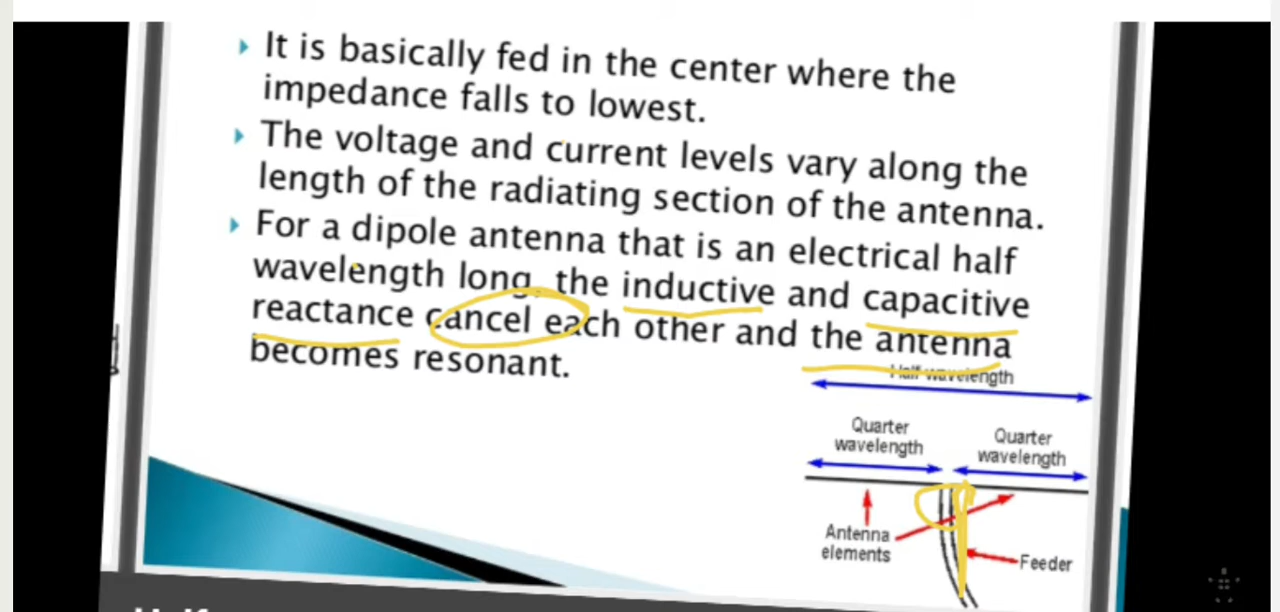 It is basically fed in the center where the
impedance falls to lowest.
The voltage and current levels vary along the
length of the radiating section of the antenna.
For a dipole antenna that is an electrical half
wavelength long, the inductive and capacitive
reactance cancel each other and the antenna
becomes resonant.
Half wavelength
Quarter
wavelength
Quarter
wavelength
Antenna
elements
Feeder